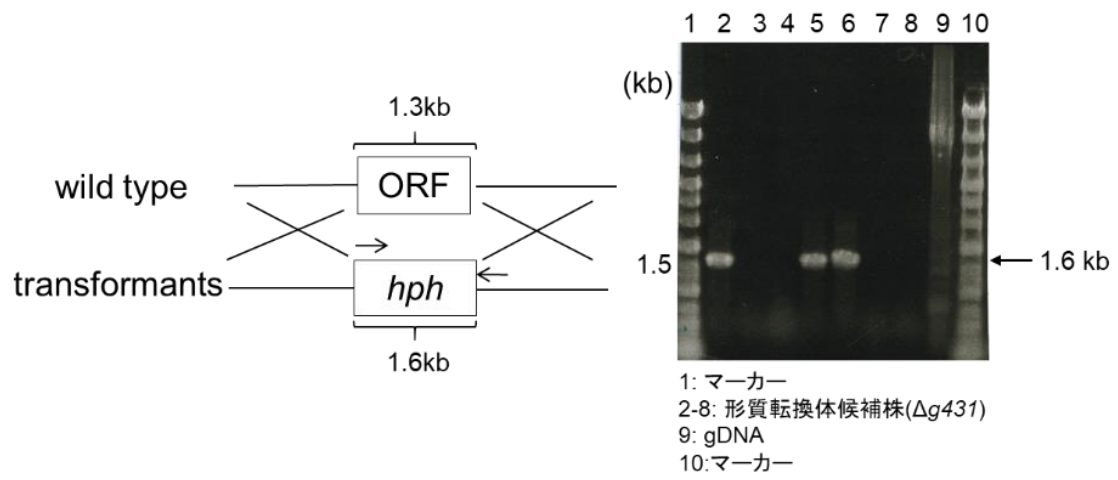 1 2 3 4 5 6 7 8 9 10
(kb)
1.3kb
wild type
ORF
transformants
hph
1.6kb
1.5
1.6 kb
1: マーカー
2-8: 形質転換体候補株(Δg431)
9: gDNA
10:マーカー